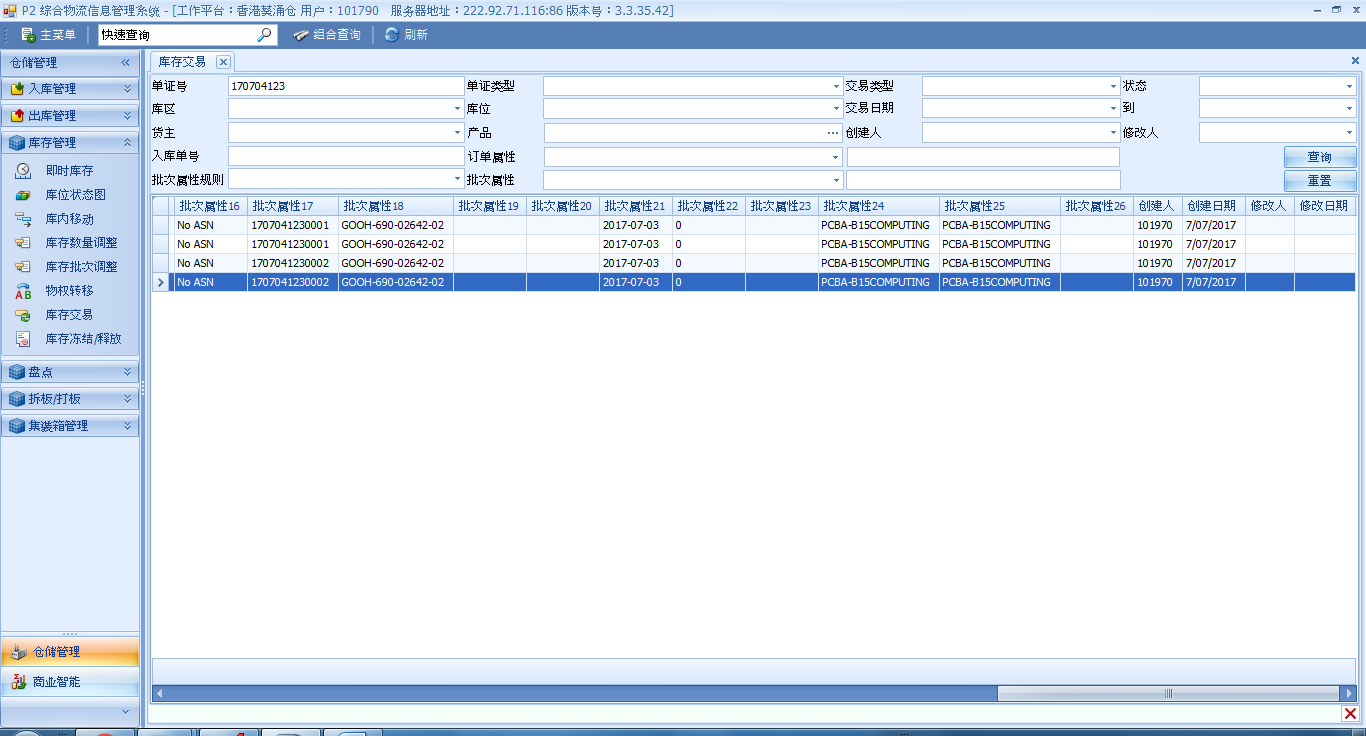 P2 综合物流信息管理系统 - [工作平台：香港葵涌仓 用户：101790 服务器地址：222.92.71.116:86 版本号：3.3.35.42]
主菜单 快速查询 组合查询 刷新
仓储管理
入库管理
出库管理
库存管理
即时库存
库位状态图
库内移动
库存数量调整
库存批次调整
物权转移
库存交易
库存冻结/释放
盘点
拆板/打板
集装箱管理
仓储管理
商业智能
库存交易
单证号 170704123 单证类型 交易类型 状态
库区 库位 交易日期 到
货主 产品 创建人 修改人
入库单号 订单属性 查询
批次属性规则 批次属性 重置
批次属性16 批次属性17 批次属性18 批次属性19 批次属性20 批次属性21 批次属性22 批次属性23 批次属性24 批次属性25 批次属性26 创建人 创建日期 修改人 修改日期
No ASN 1707041230001 GOOH-690-02642-02 2017-07-03 0 PCBA-B15COMPUTING PCBA-B15COMPUTING 101970 7/07/2017
No ASN 1707041230001 GOOH-690-02642-02 2017-07-03 0 PCBA-B15COMPUTING PCBA-B15COMPUTING 101970 7/07/2017
No ASN 1707041230002 GOOH-690-02642-02 2017-07-03 0 PCBA-B15COMPUTING PCBA-B15COMPUTING 101970 7/07/2017
No ASN 1707041230002 GOOH-690-02642-02 2017-07-03 0 PCBA-B15COMPUTING PCBA-B15COMPUTING 101970 7/07/2017